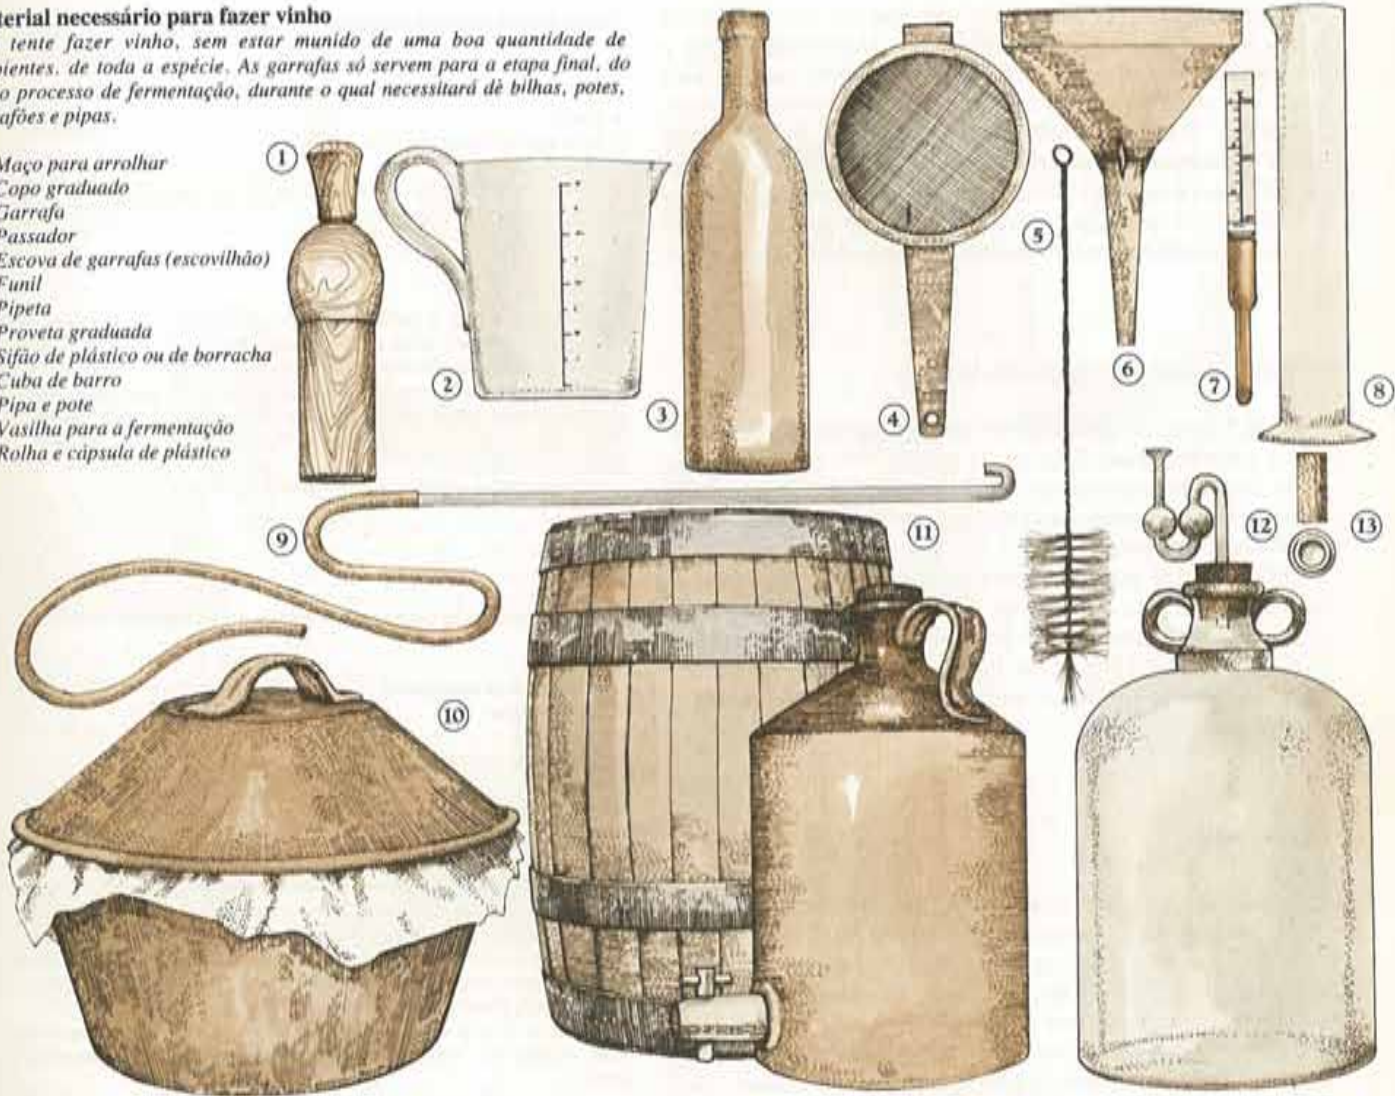 terial necessário para fazer vinho
tente fazer vinho, sem estar munido de uma boa quantidade de
pientes. de toda a espécie. As garrafas só servem para a etapa final, do
o processo de fermentação, durante o qual necessitará dè bilhas, potes,
afões e pipas.
Maço para arrolhar
Copo graduado
Garrafa
Passador
Escova de garrafas (escovilhão)
Funil
Pipeta
Proveta graduada
Sifão de plástico ou de borracha
Cuba de barro
Pipa e pote
Vasilha para a fermentação
Rolha e cápsula de plástico
1
2
3
4
5
6
7
8
9
10
11
12
13